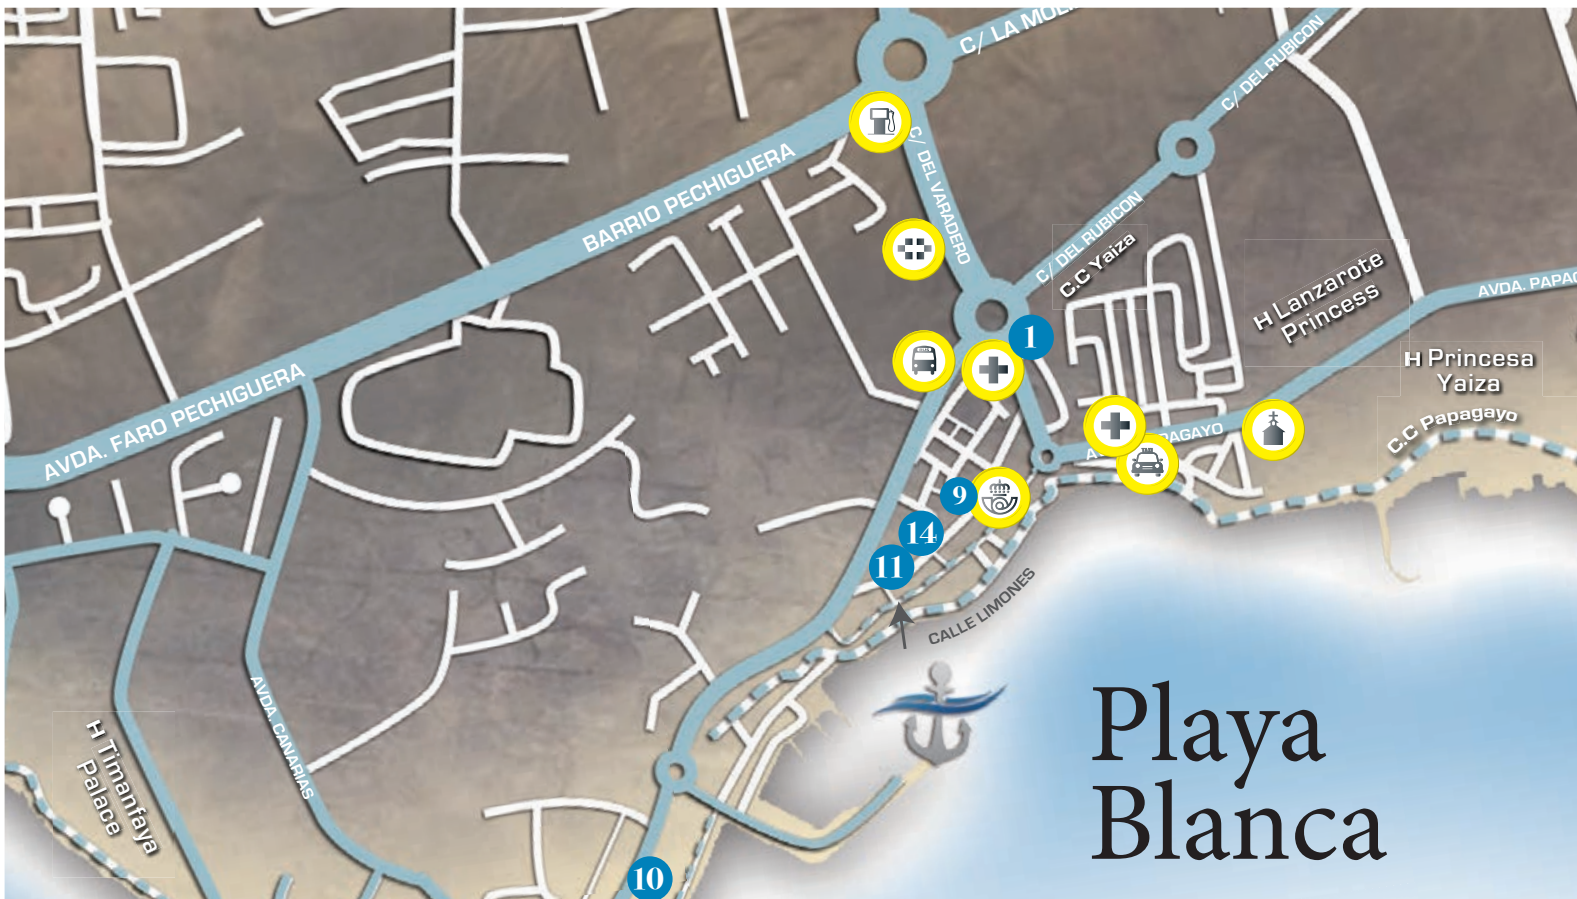 C/ LA MOL
C/ DEL RUBICON
C/ DEL VARADERO
BARRIO PECHIGUERA
C/ DEL RUBICON
C.C Yaiza
H Lanzarote
Princess
AVDA. PAPAG
1
H Princesa
Yaiza
AVDA. FARO PECHIGUERA
C.C Papagayo
PAGAYO
TAXI
9
14
11
CALLE LIMONES
AVDA. CANARIAS
H Timanfaya
Palace
Playa
Blanca
10